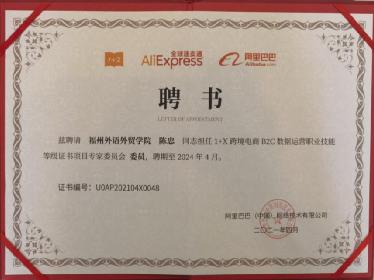 1+X
全球速卖通
AliExpress
阿里巴巴
Alibaba.com
聘书
LETTER OF APPOINTMENT
兹聘请 福州外语外贸学院 陈忠 同志担任 1+X 跨境电商 B2C 数据运营职业技能
等级证书项目专家委员会 委员，聘期至 2024 年 4 月。
证书编号：U0AP202104X0048
阿里巴巴（中国）网络技术有限公司
二〇二一年四月